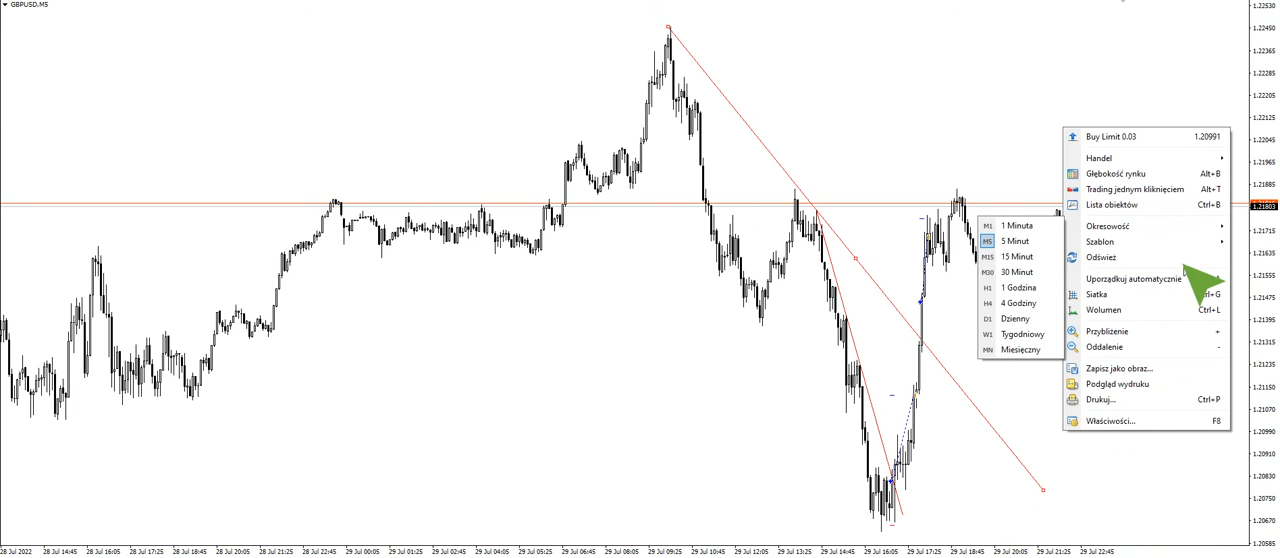 GBPUSD,M5
1.22530
1.22450
1.22365
1.22285
1.22205
1.22125
1.22045
1.21965
1.21885
1.21803
1.21715
1.21635
1.21555
1.21475
1.21395
1.21315
1.21235
1.21150
1.21070
1.20990
1.20910
1.20830
1.20750
1.20670
1.20585
Buy Limit 0.03 1.20991
Handel
Głębokość rynku Alt+B
Trading jednym kliknięciem Alt+T
Lista obiektów Ctrl+B
Okresowość
Szablon
Odśwież
Uporządkuj automatycznie
Siatka Ctrl+G
Wolumen Ctrl+L
Przybliżenie +
Oddalenie -
Zapisz jako obraz...
Podgląd wydruku
Drukuj... Ctrl+P
Właściwości... F8
M1 1 Minuta
M5 5 Minut
M15 15 Minut
M30 30 Minut
H1 1 Godzina
H4 4 Godziny
D1 Dzienny
W1 Tygodniowy
MN Miesięczny
28 Jul 2022 28 Jul 14:45 28 Jul 16:05 28 Jul 17:25 28 Jul 18:45 28 Jul 20:05 28 Jul 21:25 28 Jul 22:45 29 Jul 00:05 29 Jul 01:25 29 Jul 02:45 29 Jul 04:05 29 Jul 05:25 29 Jul 06:45 29 Jul 08:05 29 Jul 09:25 29 Jul 10:45 29 Jul 12:05 29 Jul 13:25 29 Jul 14:45 29 Jul 16:05 29 Jul 17:25 29 Jul 18:45 29 Jul 20:05 29 Jul 21:25 29 Jul 22:45